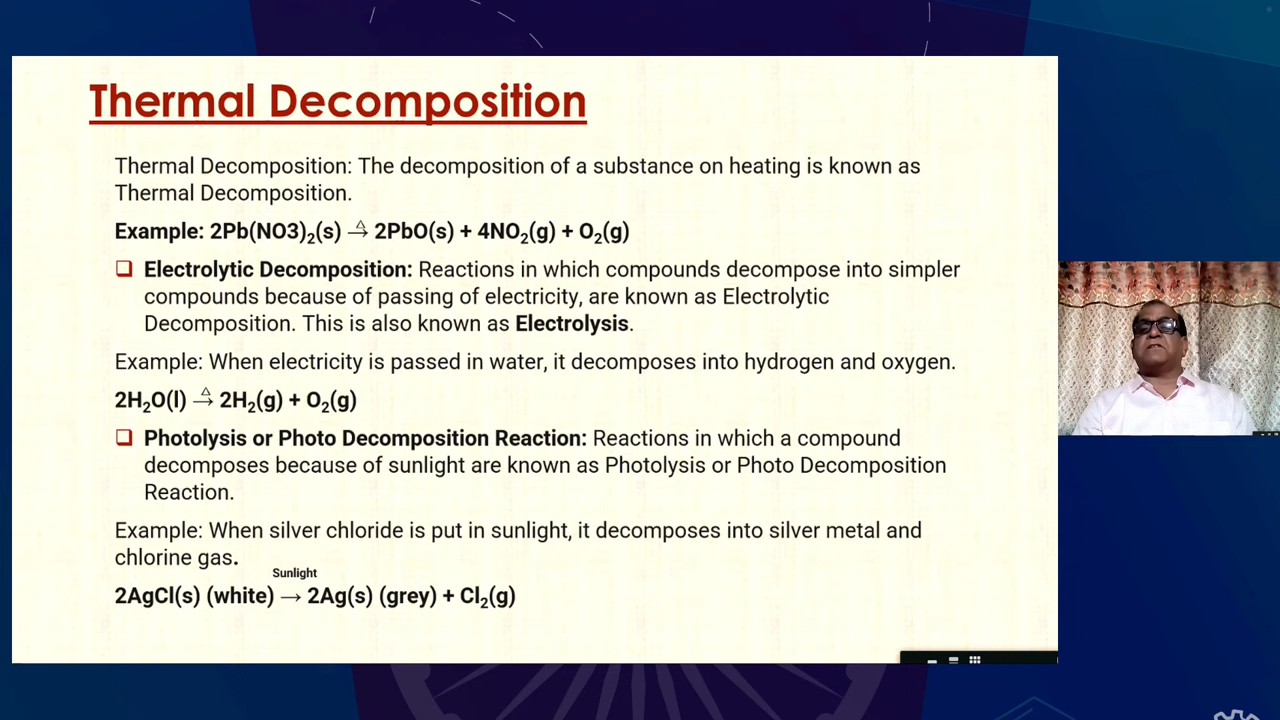 Thermal Decomposition
Thermal Decomposition: The decomposition of a substance on heating is known as
Thermal Decomposition.
Example: 2Pb(NO3)₂(s) →^△ 2PbO(s) + 4NO₂(g) + O₂(g)
❑ Electrolytic Decomposition: Reactions in which compounds decompose into simpler
compounds because of passing of electricity, are known as Electrolytic
Decomposition. This is also known as Electrolysis.
Example: When electricity is passed in water, it decomposes into hydrogen and oxygen.
2H₂O(l) →^△ 2H₂(g) + O₂(g)
❑ Photolysis or Photo Decomposition Reaction: Reactions in which a compound
decomposes because of sunlight are known as Photolysis or Photo Decomposition
Reaction.
Example: When silver chloride is put in sunlight, it decomposes into silver metal and
chlorine gas.
Sunlight
2AgCl(s) (white) → 2Ag(s) (grey) + Cl₂(g)